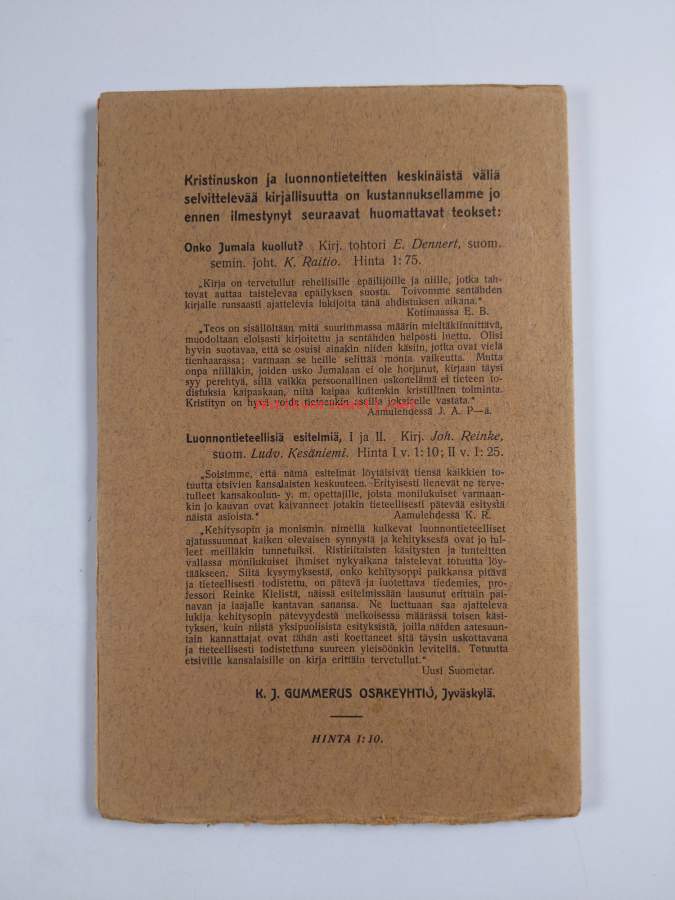 Kristinuskon ja luonnontieteitten keskinäistä väliä
selvittelevää kirjallisuutta on kustannuksellamme jo
ennen ilmestynyt seuraavat huomattavat teokset:
Onko Jumala kuollut? Kirj. tohtori E. Dennert, suom.
semin. joht. K. Raitio. Hinta 1:75.
„Kirja on tervetullut rehellisille epäilijöille ja niille, jotka tah-
tovat auttaa taistelevaa epäilyksen suosta. Toivomme sentähden
kirjalle runsaasti ajattelevia lukijoita tänä ahdistuksen aikana.“
Kotimaassa E. B.
„Teos on sisällöltään mitä suurimmassa määrin mieltäkiinnittävä,
muodoltaan eloisasti kirjoitettu ja sentähden helposti luettu. Olisi
hyvin suotavaa, että se osuisi ainakin niiden käsiin, jotka ovat vielä
tienhaarassa; varmaan se heille selittää monta vaikeutta. Mutta
onpa niilläkin, joiden usko Jumalaan ei ole horjunut, kirjaan täysi
syy perehtyä, sillä vaikka persoonallinen uskonelämä ei tieteen to-
distuksia kaipaakaan, niitä kaipaa kuitenkin kristillinen toiminta.
Kristityn on hyvä voida tieteenkin
vastata.“
Aamulehdessä J. A. P—a.
Luonnontieteellisiä esitelmiä, I ja II. Kirj. Joh. Reinke,
suom. Ludv. Kesäniemi. Hinta I v. 1:10; II v. 1:25.
„Soisimme, että nämä esitelmät löytäisivät tiensä kaikkien to-
tuutta etsivien kansalaisten keskuuteen. Erityisesti lienevät ne terve-
tulleet kansakoulun- y. m. opettajille, joista monilukuiset varmaan-
kin jo kauvan ovat kaivanneet jotakin tieteellisesti pätevää esitystä
näistä asioista.“ Aamulehdessä K. R.
„Kehitysopin ja monismin nimellä kulkevat luonnontieteelliset
ajatussuunnat kaiken olevaisen synnystä ja kehityksestä ovat jo tul-
leet meilläkin tunnetuiksi. Ristiriitaisten käsitysten ja tunteitten
vallassa monilukuiset ihmiset nykyaikana taistelevat totuutta löy-
tääkseen. Siitä kysymyksestä, onko kehitysoppi paikkansa pitävä
ja tieteellisesti todistettu, on pätevä ja luotettava tiedemies, pro-
fessori Reinke Kielistä, näissä esitelmissään lausunut erittäin pai-
navan ja laajalle kantavan sanansa. Ne luettuaan saa ajatteleva
lukija kehitysopin pätevyydestä melkoisessa määrässä toisen käsi-
tyksen, kuin niistä yksipuolisista esityksistä, joilla näiden aatesuun-
tain kannattajat ovat tähän asti koettaneet sitä täysin uskottavana
ja tieteellisesti todistettuna suureen yleisöönkin levitellä. Totuutta
etsiville kansalaisille on kirja erittäin tervetullut.“
Uusi Suometar.
K. J. GUMMERUS OSAKEYHTIÖ, Jyväskylä.
HINTA 1:10.